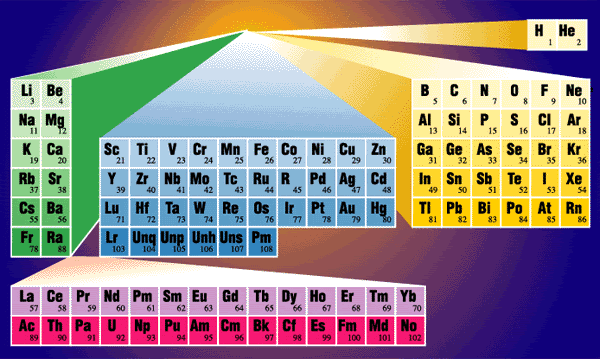 H He
1 2
Li Be
3 4
Na Mg
11 12
K Ca
19 20
Rb Sr
37 38
Cs Ba
55 56
Fr Ra
78 88
Sc Ti V Cr Mn Fe Co Ni Cu Zn
21 22 23 24 25 26 27 28 29 30
Y Zr Nb Mo Tc Ru R Pd Ag Cd
39 40 41 42 43 44 45 46 47 48
Lu Hf Ta W Re Os Ir Pt Au Hg
71 72 73 74 75 76 77 78 79 80
Lr Unq Unp Unh Uns Pm
103 104 105 106 107 108
B C N O F Ne
5 6 7 8 9 10
Al Si P S Cl Ar
13 14 15 16 17 18
Ga Ge As Se Br Kr
31 32 33 34 35 36
In Sn Sb Te I Xe
49 50 51 52 53 54
Tl Pb Bi Po At Rn
81 82 83 84 85 86
La Ce Pr Nd Pm Sm Eu Gd Tb Dy Ho Er Tm Yb
57 58 59 60 61 62 63 64 65 66 67 68 69 70
Ac Th Pa U Np Pu Am Cm Bk Cf Es Fm Md No
89 90 91 92 93 94 95 96 97 98 99 100 101 102